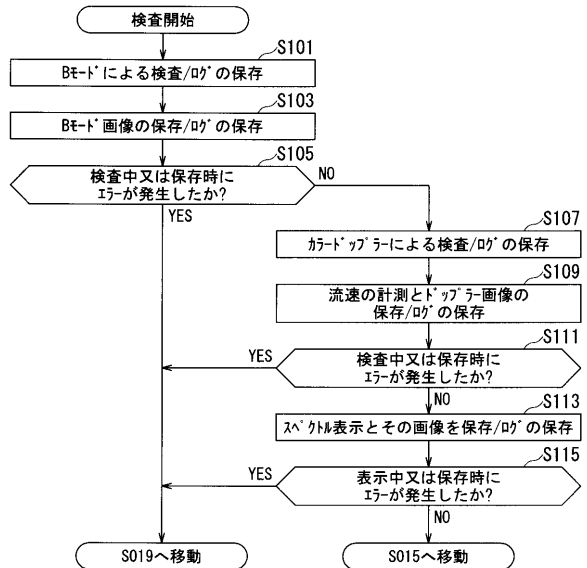 検査開始
S101
Bﾓｰﾄﾞによる検査/ﾛｸﾞの保存
S103
Bﾓｰﾄﾞ画像の保存/ﾛｸﾞの保存
S105
検査中又は保存時に
ｴﾗｰが発生したか?
NO
YES
S107
ｶﾗｰﾄﾞｯﾌﾟﾗｰによる検査/ﾛｸﾞの保存
S109
流速の計測とﾄﾞｯﾌﾟﾗｰ画像の
保存/ﾛｸﾞの保存
S111
YES
検査中又は保存時に
ｴﾗｰが発生したか?
NO
S113
ｽﾍﾟｸﾄﾙ表示とその画像を保存/ﾛｸﾞの保存
S115
YES
表示中又は保存時に
ｴﾗｰが発生したか?
NO
S019へ移動
S015へ移動